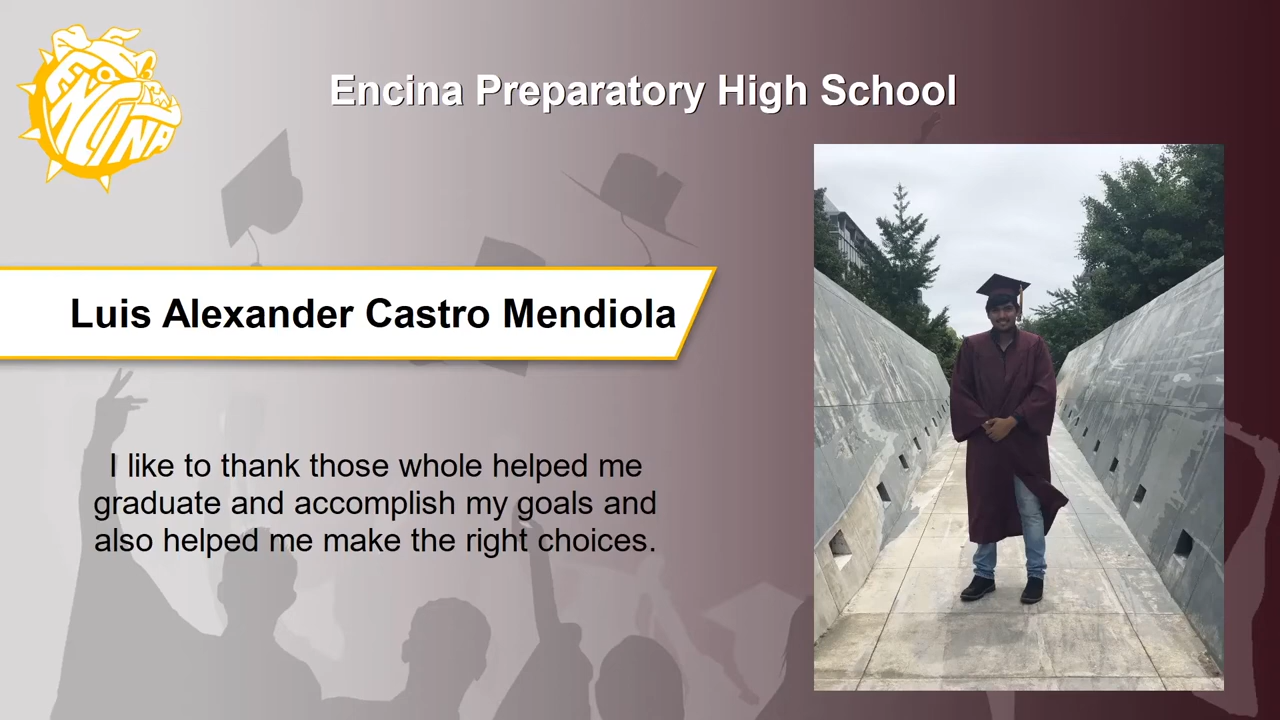 ENCINA
Encina Preparatory High School
Luis Alexander Castro Mendiola
I like to thank those whole helped me
graduate and accomplish my goals and
also helped me make the right choices.